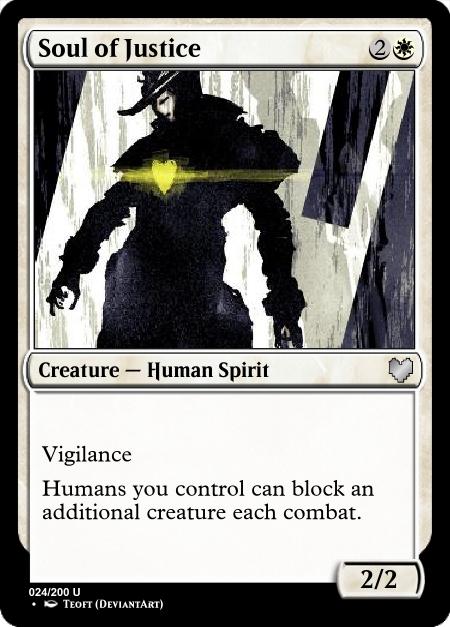 Soul of Justice
2
Creature — Human Spirit
Vigilance
Humans you control can block an
additional creature each combat.
2/2
024/200 U
• Teoft (DeviantArt)